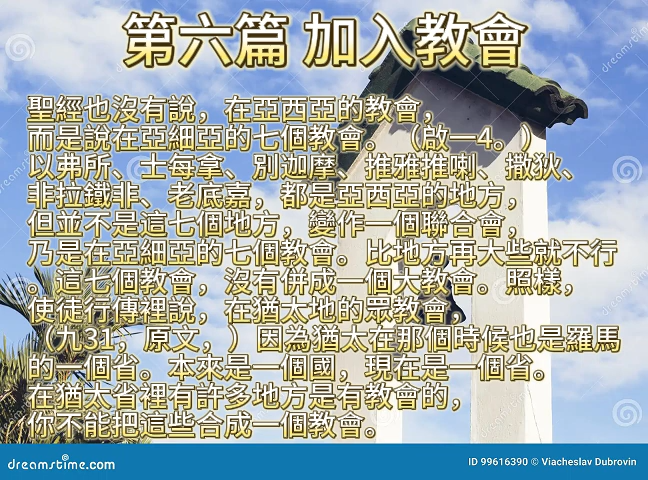 第六篇 加入教會
聖經也沒有說，在亞西亞的教會，
而是說在亞細亞的七個教會。（啟一4。）
以弗所、士每拿、別迦摩、推雅推喇、撒狄、
非拉鐵非、老底嘉，都是亞西亞的地方，
但並不是這七個地方，變作一個聯合會，
乃是在亞細亞的七個教會。比地方再大些就不行
。這七個教會，沒有併成一個大教會。照樣，
使徒行傳裡說，在猶太地的眾教會，
（九31，原文，）因為猶太在那個時候也是羅馬
的一個省。本來是一個國，現在是一個省。
在猶太省裡有許多地方是有教會的，
你不能把這些合成一個教會。
dreamstime.com
ID 99616390 © Viacheslav Dubrovin